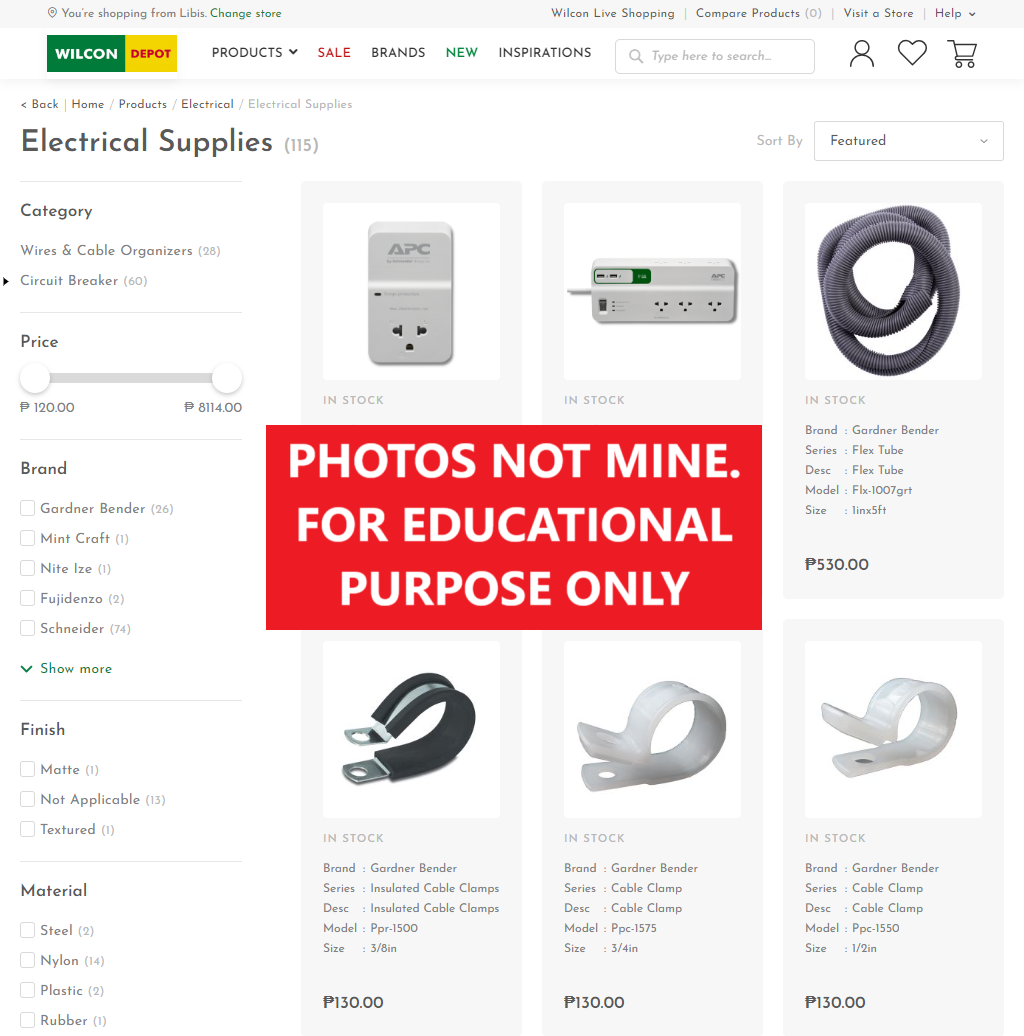 You're shopping from Libis. Change store
Wilcon Live Shopping | Compare Products (0) | Visit a Store | Help
WILCON DEPOT
PRODUCTS SALE BRANDS NEW INSPIRATIONS
Type here to search...
< Back | Home / Products / Electrical / Electrical Supplies
Electrical Supplies (115)
Sort By Featured
Category
Wires & Cable Organizers (28)
Circuit Breaker (60)
Price
₱ 120.00 ₱ 8114.00
Brand
Gardner Bender (26)
Mint Craft (1)
Nite Ize (1)
Fujidenzo (2)
Schneider (74)
Show more
Finish
Matte (1)
Not Applicable (13)
Textured (1)
Material
Steel (2)
Nylon (14)
Plastic (2)
Rubber (1)
APC
IN STOCK
APC
IN STOCK
IN STOCK
Brand : Gardner Bender
Series : Flex Tube
Desc : Flex Tube
Model : Flx-1007grt
Size : 1inx5ft
₱530.00
PHOTOS NOT MINE.
FOR EDUCATIONAL
PURPOSE ONLY
IN STOCK
Brand : Gardner Bender
Series : Insulated Cable Clamps
Desc : Insulated Cable Clamps
Model : Ppr-1500
Size : 3/8in
₱130.00
IN STOCK
Brand : Gardner Bender
Series : Cable Clamp
Desc : Cable Clamp
Model : Ppc-1575
Size : 3/4in
₱130.00
IN STOCK
Brand : Gardner Bender
Series : Cable Clamp
Desc : Cable Clamp
Model : Ppc-1550
Size : 1/2in
₱130.00